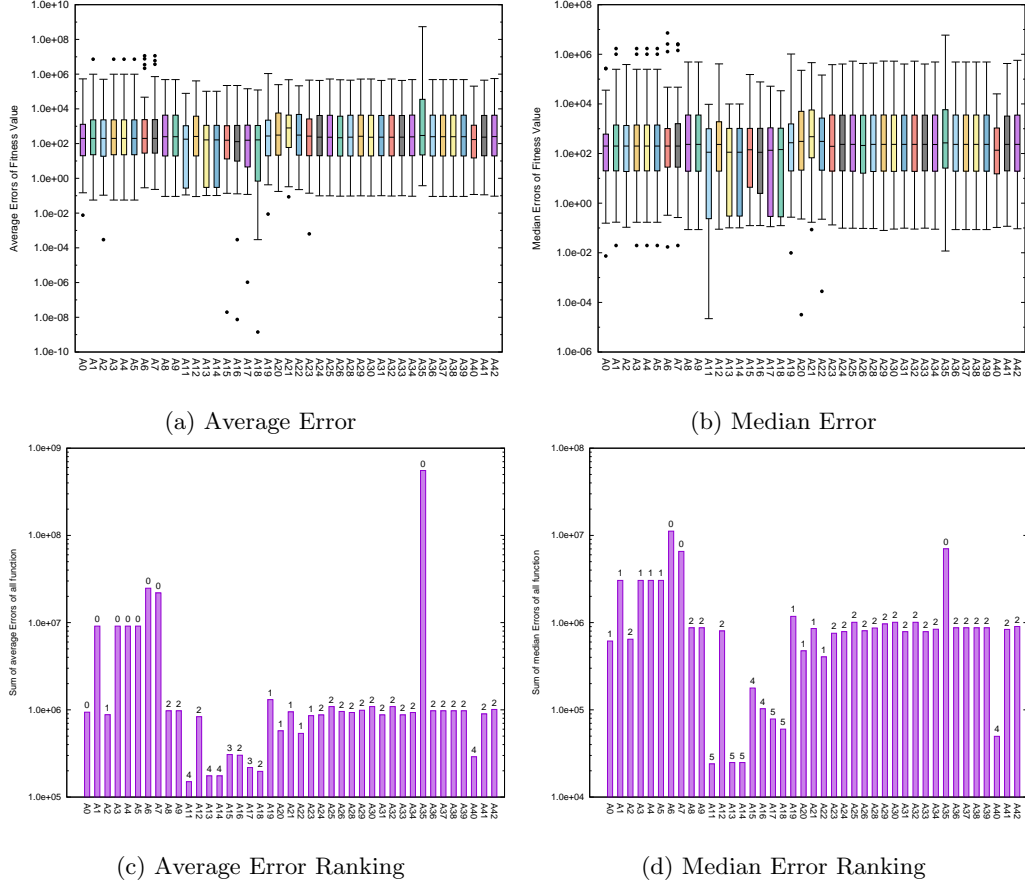 1.0e+10
1.0e+08
1.0e+06
1.0e+04
1.0e+02
1.0e+00
1.0e-02
1.0e-04
1.0e-06
1.0e-08
1.0e-10
Average Errors of Fitness Value
A0 A1 A2 A3 A4 A5 A6 A7 A8 A9 A11 A12 A13 A14 A15 A16 A17 A18 A19 A20 A21 A22 A23 A24 A25 A26 A28 A29 A30 A31 A32 A33 A34 A35 A36 A37 A38 A39 A40 A41 A42
(a) Average Error
1.0e+08
1.0e+06
1.0e+04
1.0e+02
1.0e+00
1.0e-02
1.0e-04
1.0e-06
Median Errors of Fitness Value
A0 A1 A2 A3 A4 A5 A6 A7 A8 A9 A11 A12 A13 A14 A15 A16 A17 A18 A19 A20 A21 A22 A23 A24 A25 A26 A28 A29 A30 A31 A32 A33 A34 A35 A36 A37 A38 A39 A40 A41 A42
(b) Median Error
1.0e+09
1.0e+08
1.0e+07
1.0e+06
1.0e+05
Sum of average Errors of all function
0 0 1 0 0 0 0 0 2 2 4 2 3 4 3 2 3 4 1 1 1 2 1 2 2 2 2 2 2 2 2 2 2 0 2 2 2 2 4 2 2
A0 A1 A2 A3 A4 A5 A6 A7 A8 A9 A11 A12 A13 A14 A15 A16 A17 A18 A19 A20 A21 A22 A23 A24 A25 A26 A28 A29 A30 A31 A32 A33 A34 A35 A36 A37 A38 A39 A40 A41 A42
(c) Average Error Ranking
1.0e+08
1.0e+07
1.0e+06
1.0e+05
1.0e+04
Sum of median Errors of all function
1 1 2 1 1 1 0 0 2 2 5 2 4 4 4 4 5 5 1 2 2 2 2 2 2 2 2 2 2 2 2 2 2 0 2 2 2 2 4 2 2
A0 A1 A2 A3 A4 A5 A6 A7 A8 A9 A11 A12 A13 A14 A15 A16 A17 A18 A19 A20 A21 A22 A23 A24 A25 A26 A28 A29 A30 A31 A32 A33 A34 A35 A36 A37 A38 A39 A40 A41 A42
(d) Median Error Ranking